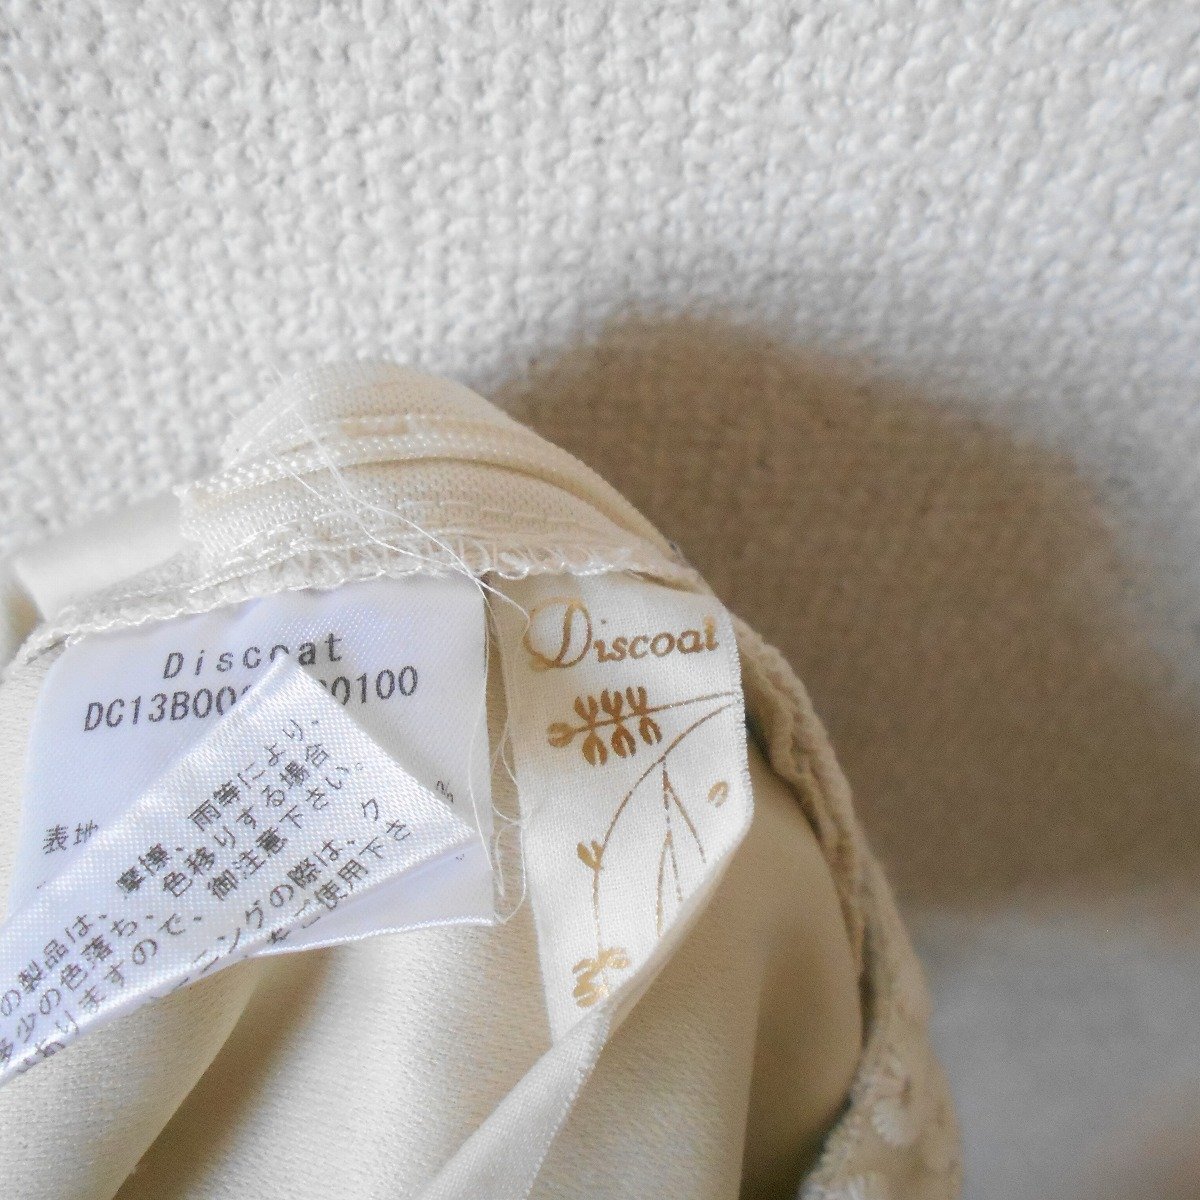 Discoat
Discoat
DC13B00 00100
表地
の製品は、摩擦、雨等により、
多少の色落ち、色移りする場合
ありますので、御注意下さい。
ニングの際は、ク
をご使用下さ